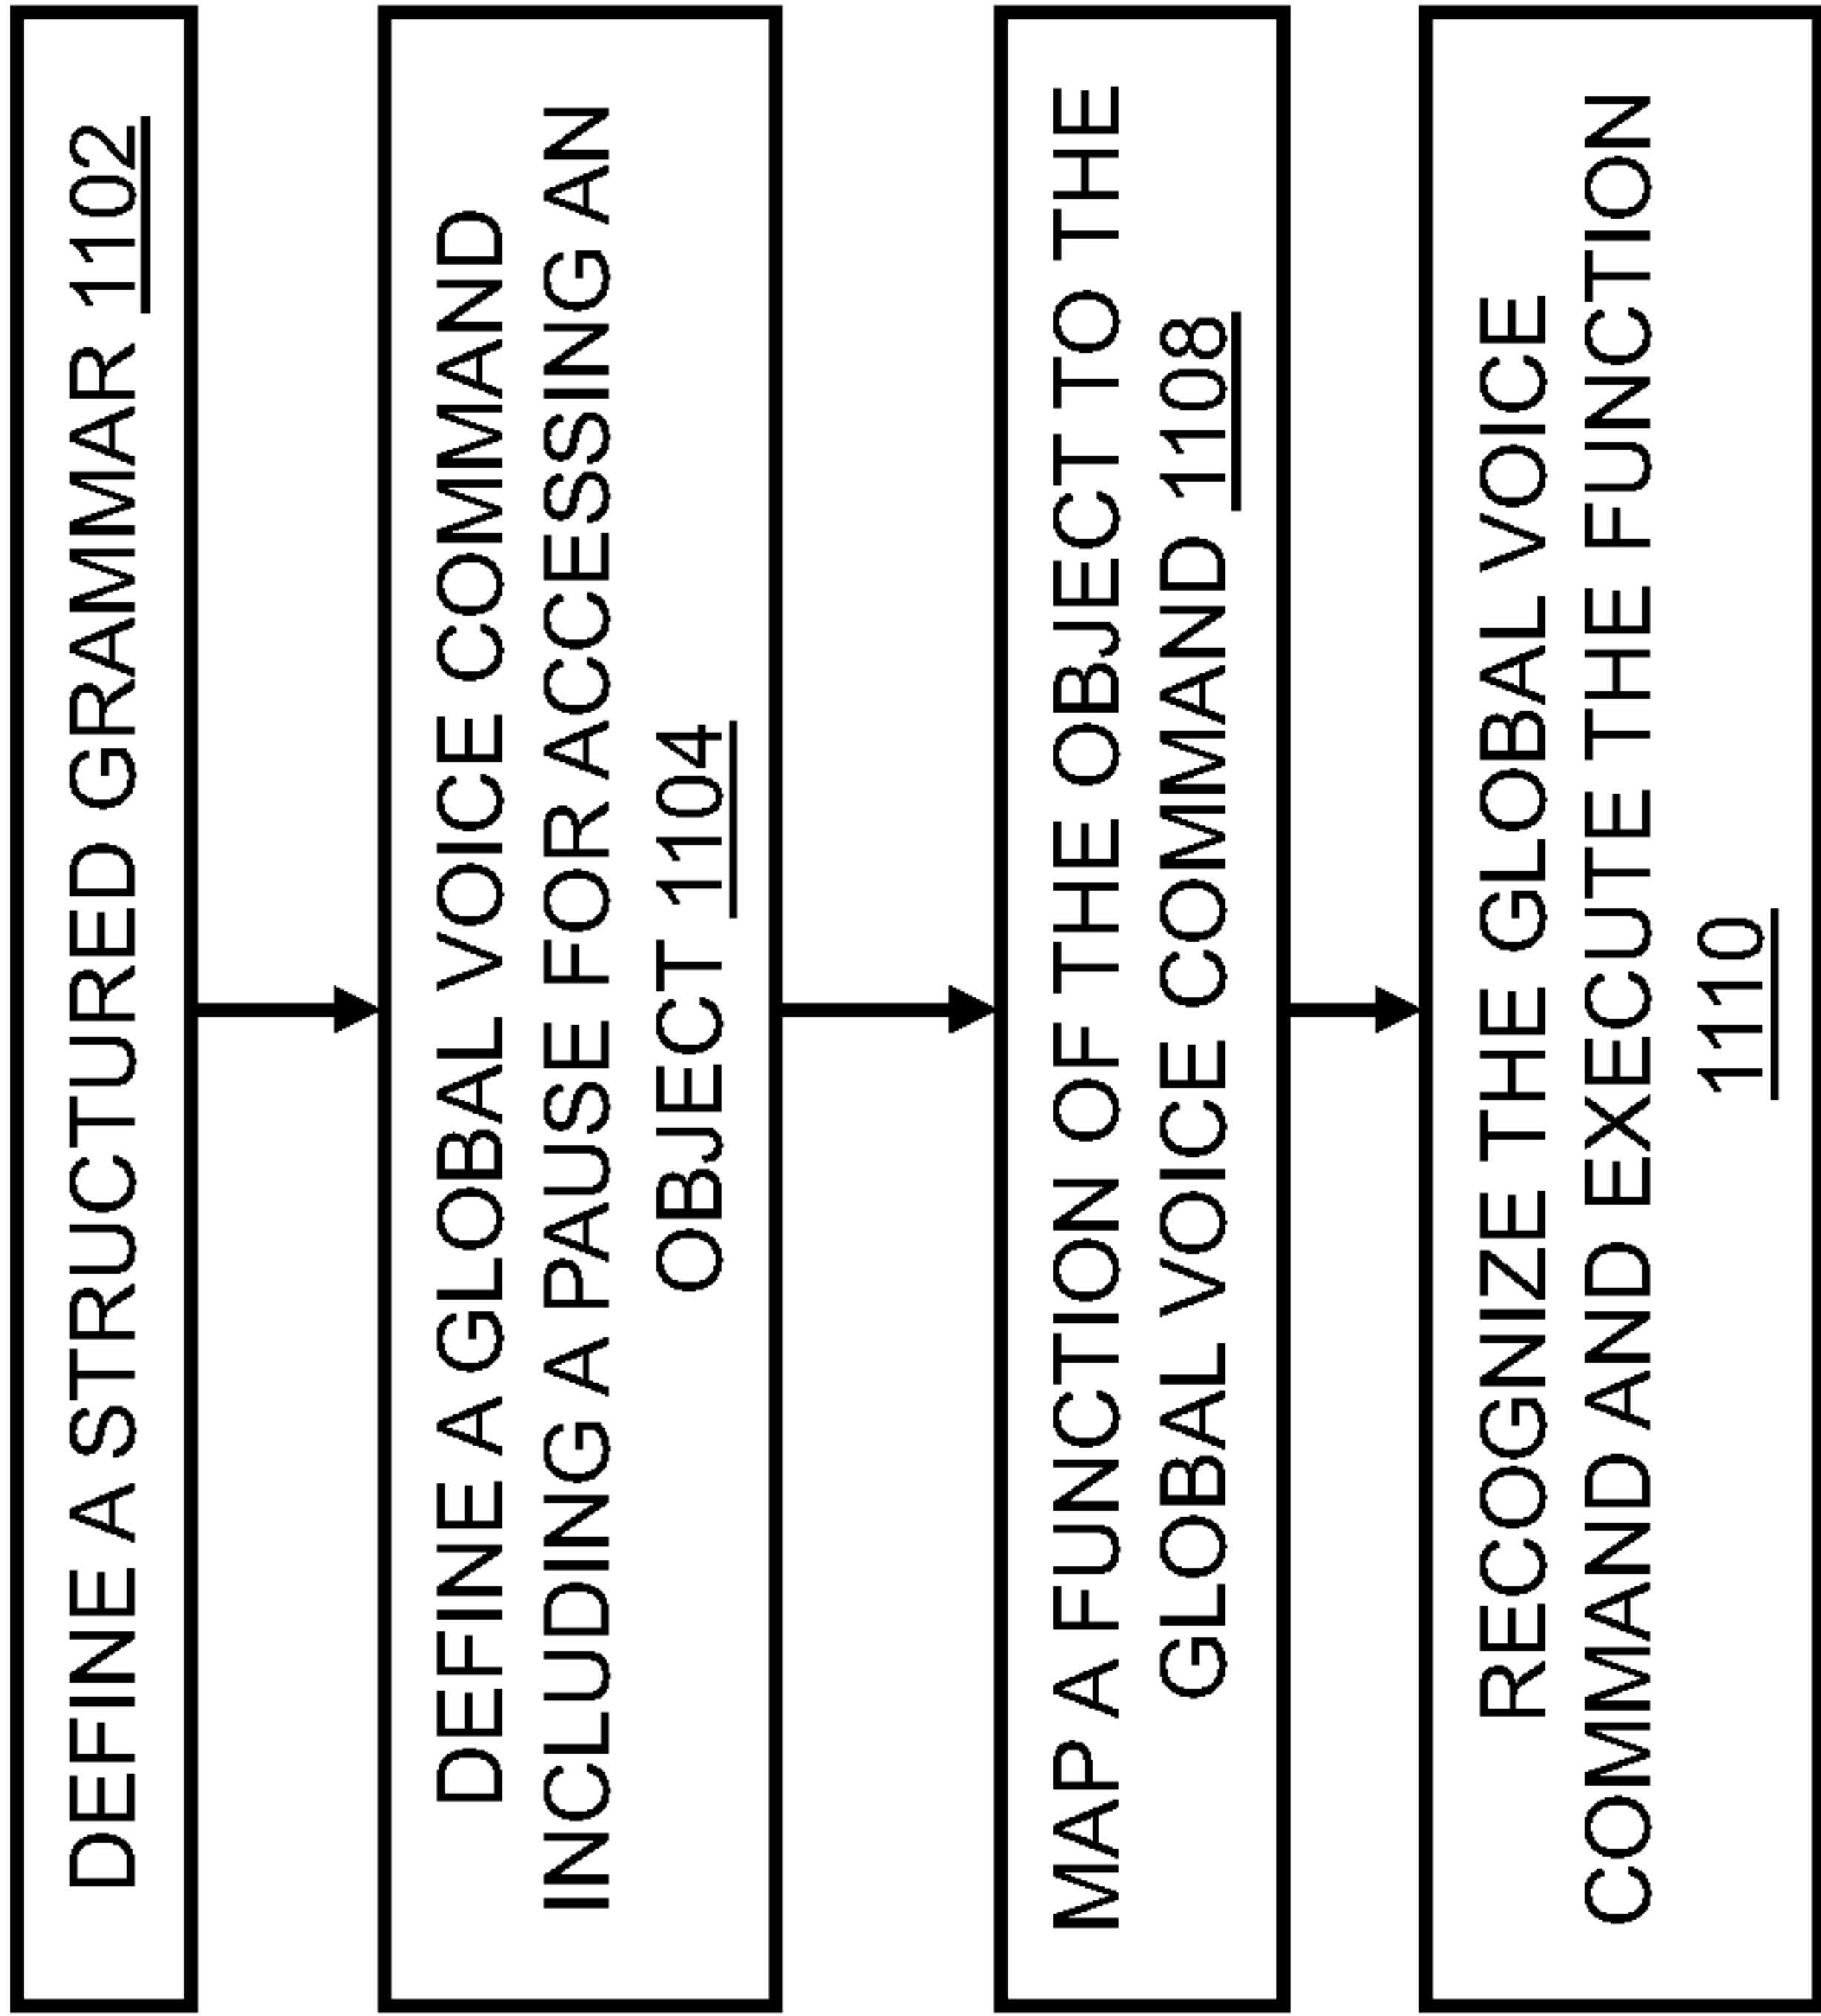 DEFINE A STRUCTURED GRAMMAR 1102
DEFINE A GLOBAL VOICE COMMAND
INCLUDING A PAUSE FOR ACCESSING AN
OBJECT 1104
MAP A FUNCTION OF THE OBJECT TO THE
GLOBAL VOICE COMMAND 1108
RECOGNIZE THE GLOBAL VOICE
COMMAND AND EXECUTE THE FUNCTION
1110